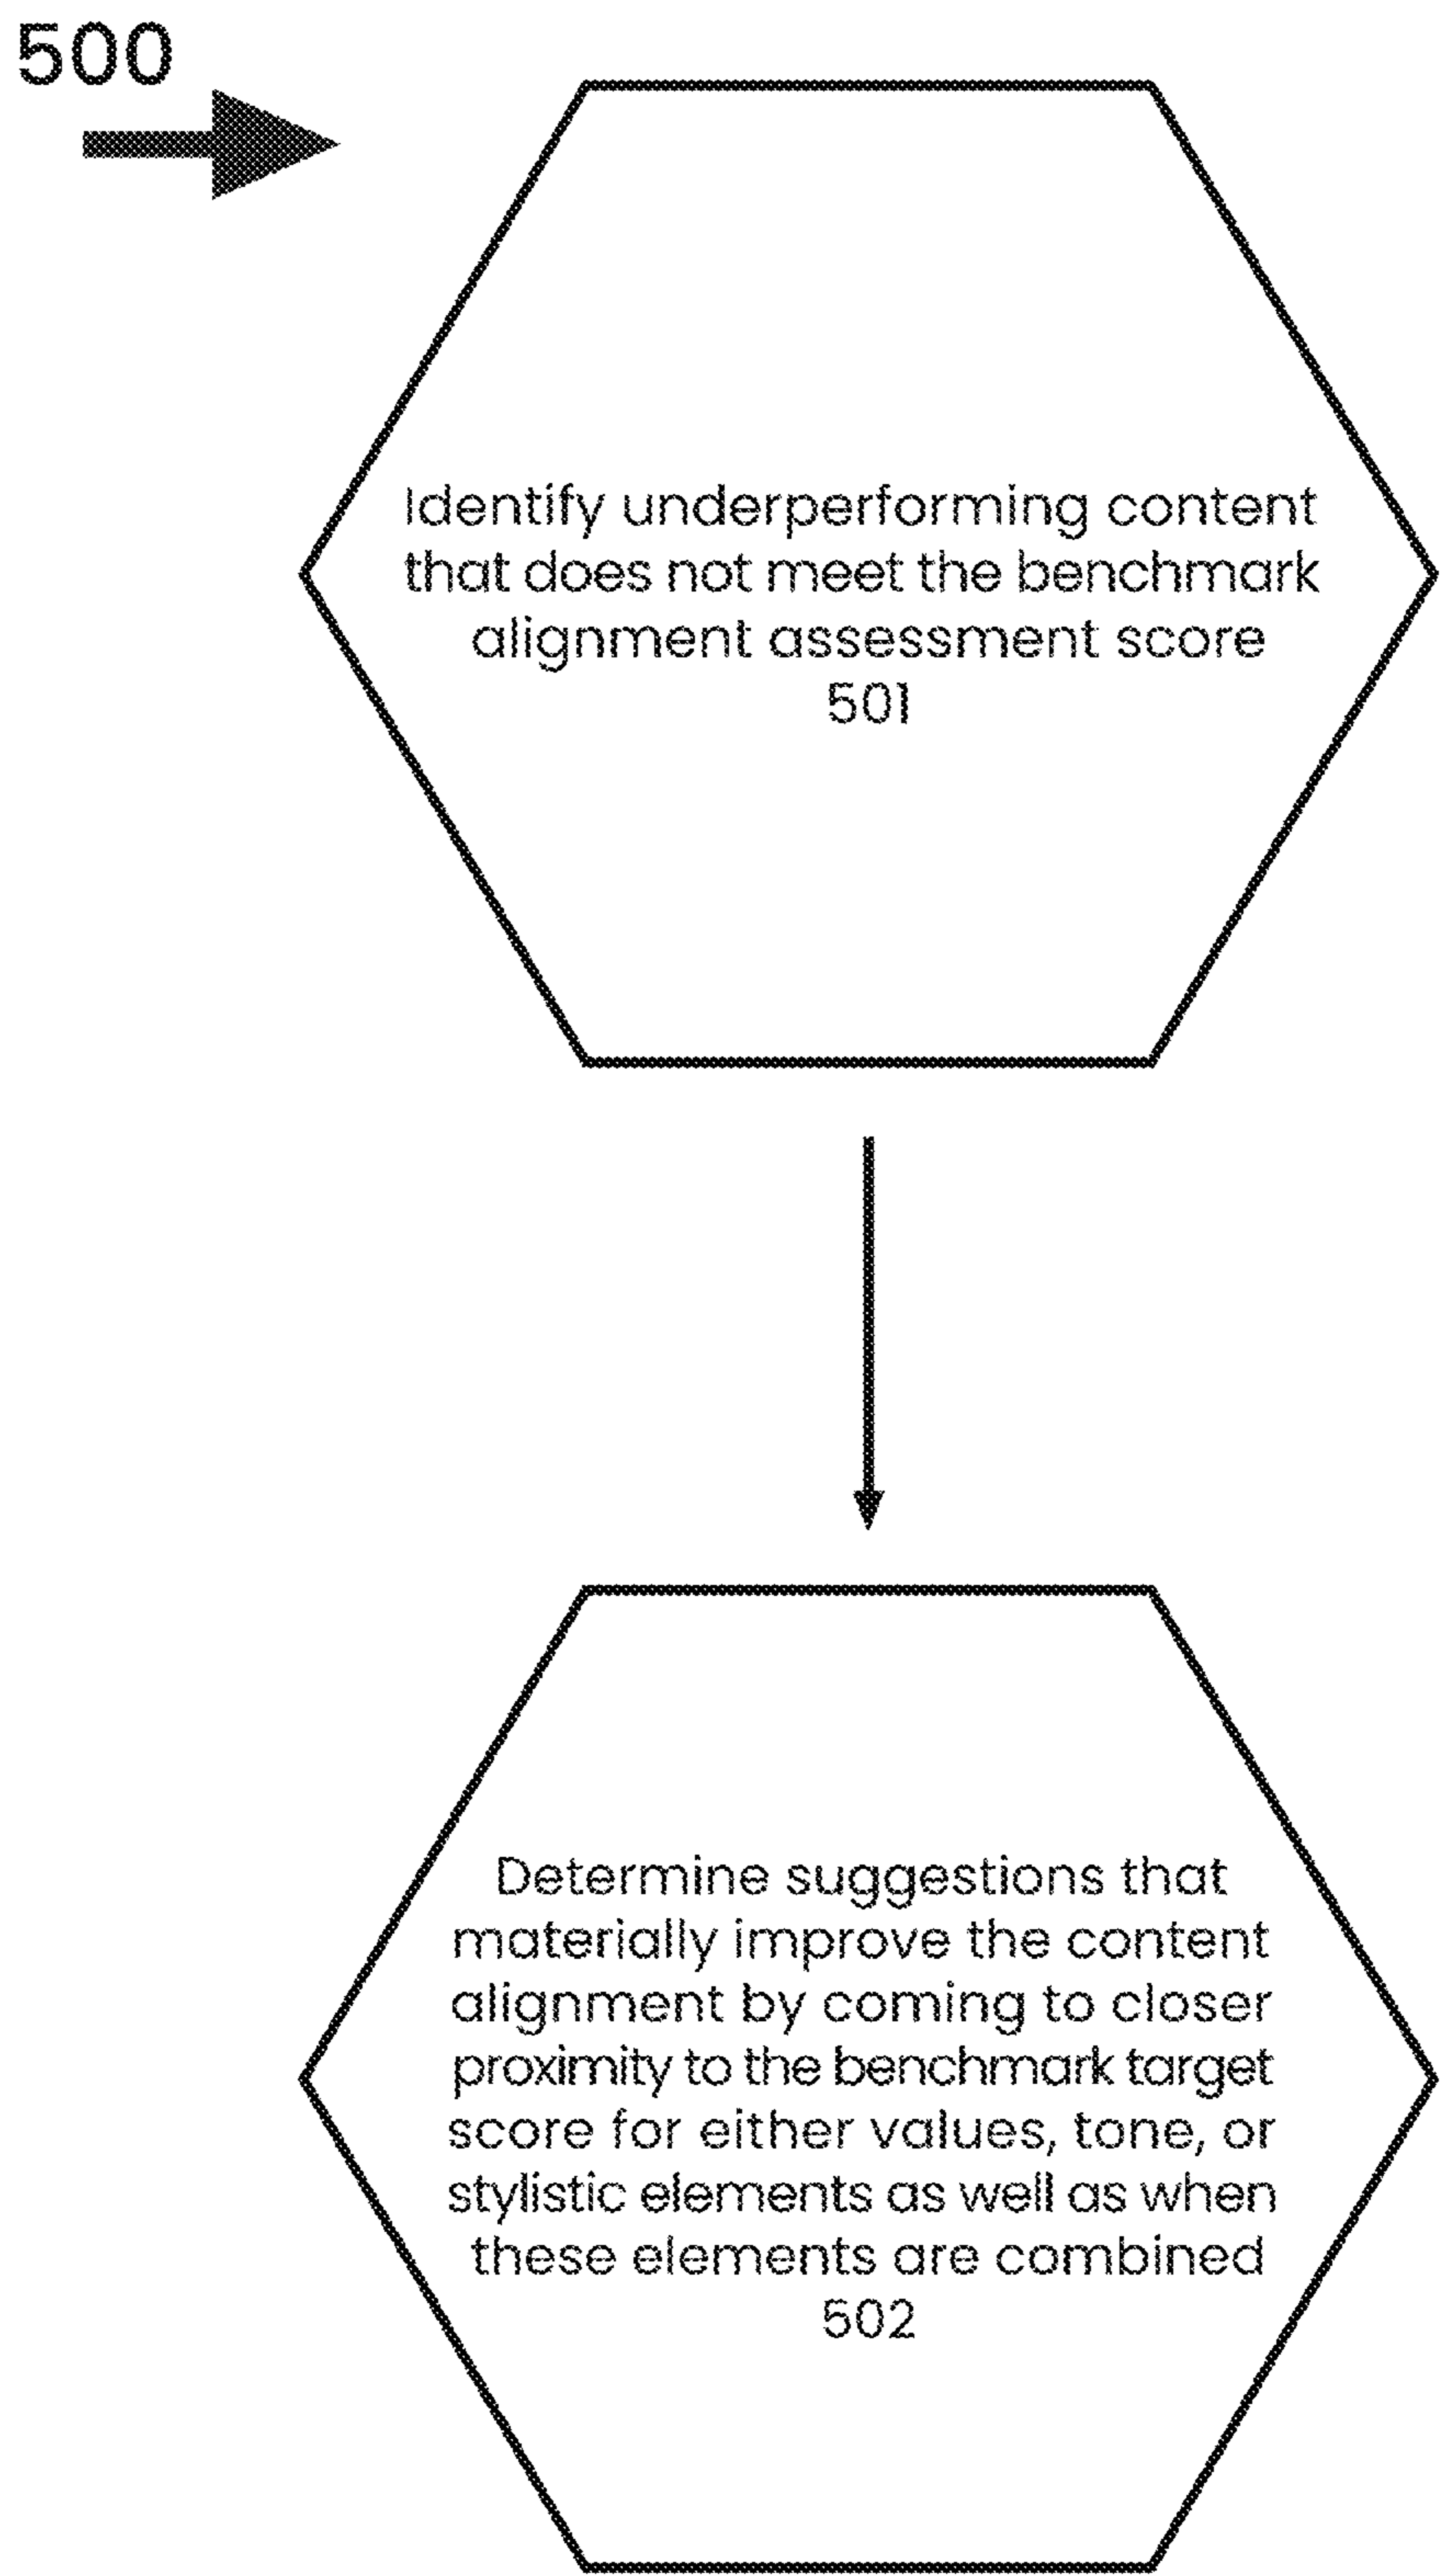 500
Identify underperforming content
that does not meet the benchmark
alignment assessment score
501
Determine suggestions that
materially improve the content
alignment by coming to closer
proximity to the benchmark target
score for either values, tone, or
stylistic elements as well as when
these elements are combined
502